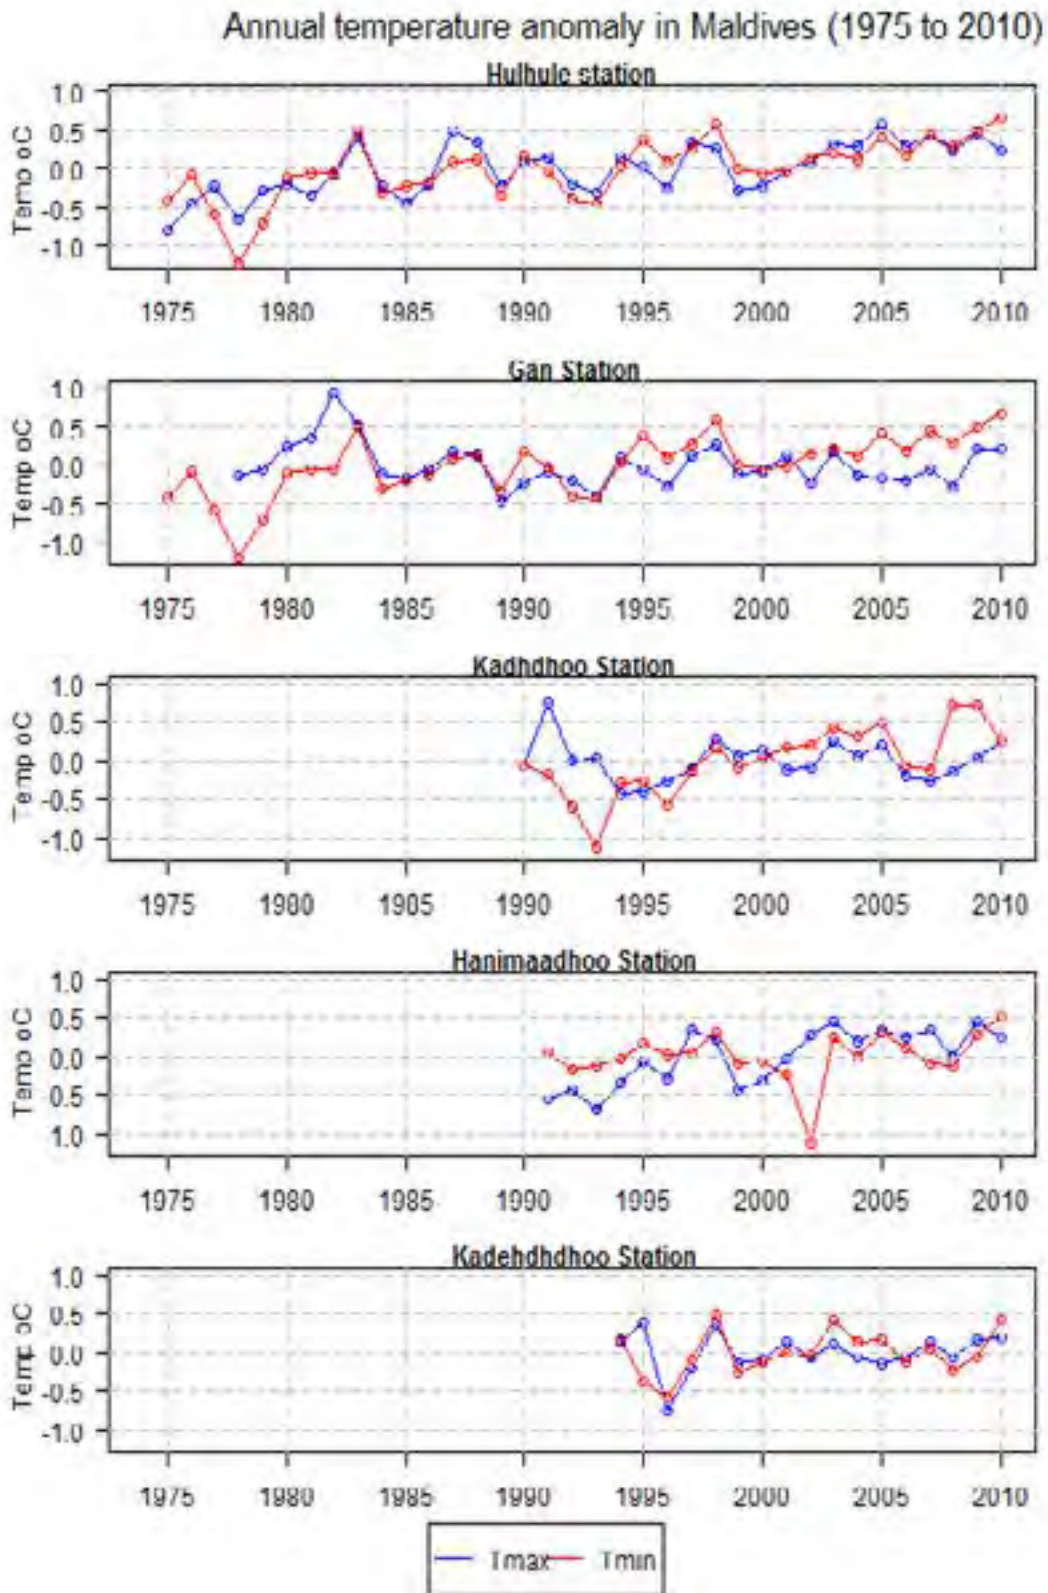 Annual temperature anomaly in Maldives (1975 to 2010)
Hulhule station
1.0
0.5
0.0
-0.5
-1.0
Temp oC
1975 1980 1985 1990 1995 2000 2005 2010
Gan Station
1.0
0.5
0.0
-0.5
-1.0
Temp oC
1975 1980 1985 1990 1995 2000 2005 2010
Kadhdhoo Station
1.0
0.5
0.0
-0.5
-1.0
Temp oC
1975 1980 1985 1990 1995 2000 2005 2010
Hanimaadhoo Station
1.0
0.5
0.0
0.5
1.0
Temp oC
1975 1980 1985 1990 1995 2000 2005 2010
Kadehdhdhoo Station
1.0
0.5
0.0
-0.5
-1.0
Temp oC
1975 1980 1985 1990 1995 2000 2005 2010
Tmax Tmin